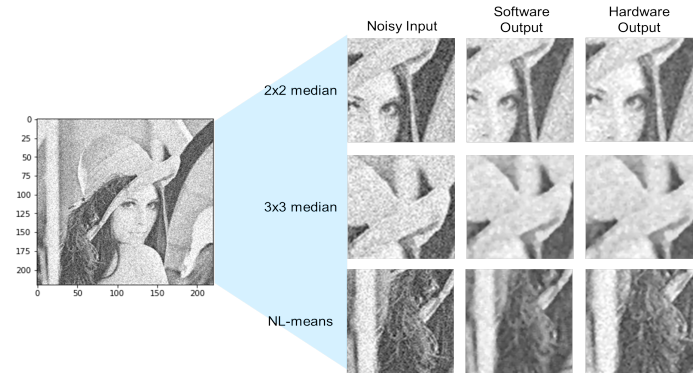 Noisy Input
Software
Output
Hardware
Output
2x2 median
3x3 median
NL-means
0
25
50
75
100
125
150
175
200
0
50
100
150
200